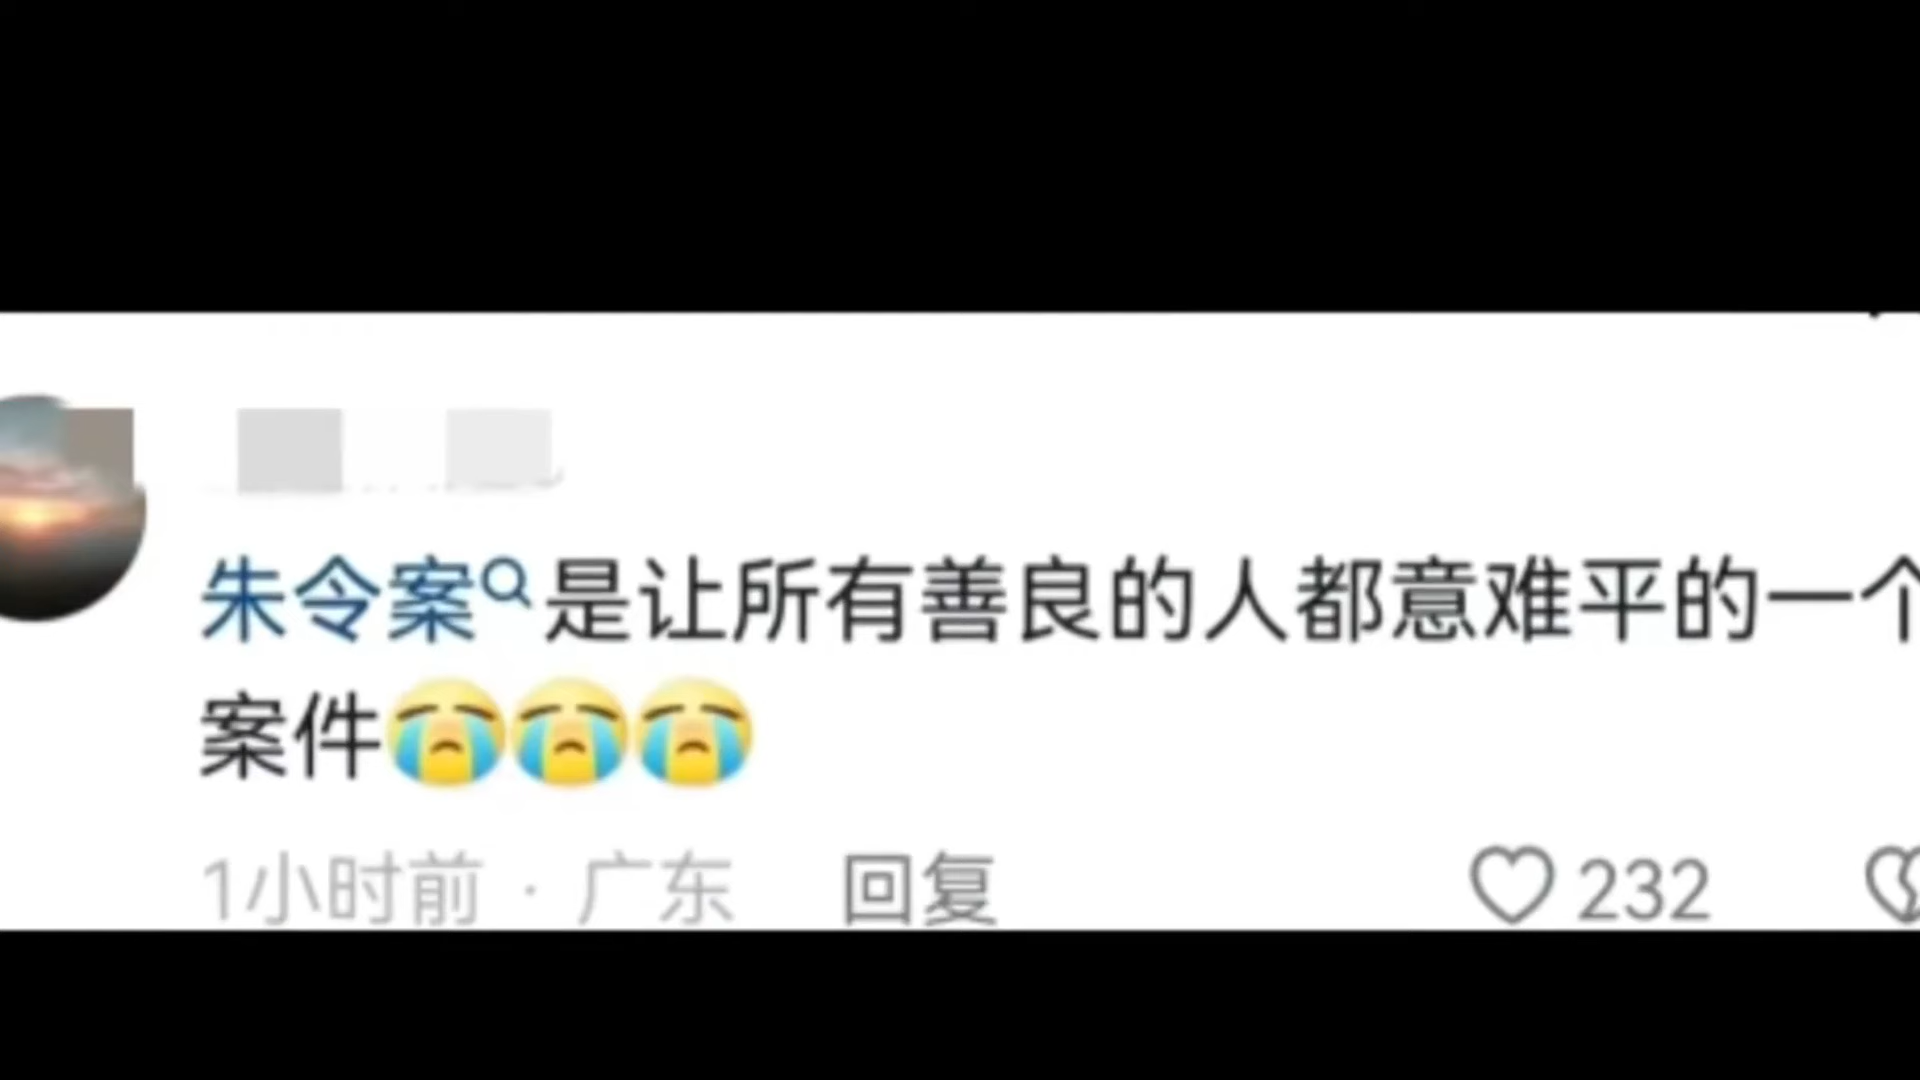 朱令案是让所有善良的人都意难平的一个
案件😭😭😭
1小时前 · 广东 回复 232